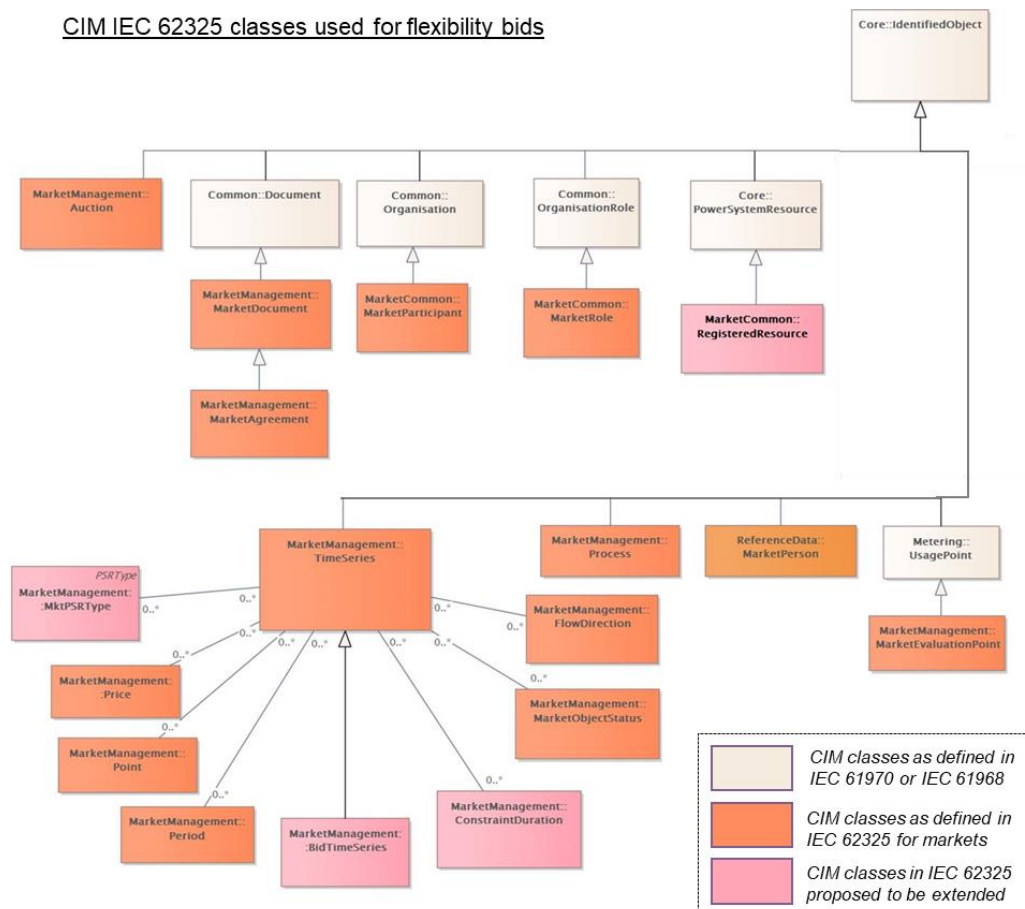 CIM IEC 62325 classes used for flexibility bids
Core::IdentifiedObject
MarketManagement::
Auction
Common::Document
Common::
Organisation
Common::
OrganisationRole
Core::
PowerSystemResource
MarketManagement::
MarketDocument
MarketCommon::
MarketParticipant
MarketCommon::
MarketRole
MarketCommon::
RegisteredResource
MarketManagement::
MarketAgreement
MarketManagement::
TimeSeries
MarketManagement::
Process
ReferenceData::
MarketPerson
Metering::
UsagePoint
PSRType
MarketManagement:
:MktPSRType
0..*
0..*
MarketManagement::
FlowDirection
0..*
0..*
MarketManagement::
MarketEvaluationPoint
MarketManagement:
:Price
0..*
0..*
MarketManagement::
MarketObjectStatus
0..*
0..*
MarketManagement::
Point
0..*
0..*
MarketManagement::
Period
0..*
0..*
MarketManagement:
:BidTimeSeries
MarketManagement::
ConstraintDuration
0..*
0..*
CIM classes as defined in
IEC 61970 or IEC 61968
CIM classes as defined in
IEC 62325 for markets
CIM classes in IEC 62325
proposed to be extended